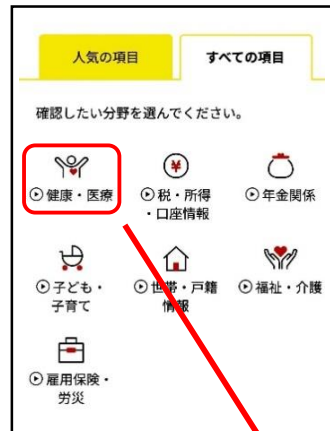 人気の項目 すべての項目
確認したい分野を選んでください。
健康・医療 税・所得 年金関係
・口座情報
子ども・ 世帯・戸籍 福祉・介護
子育て 情報
雇用保険・
労災